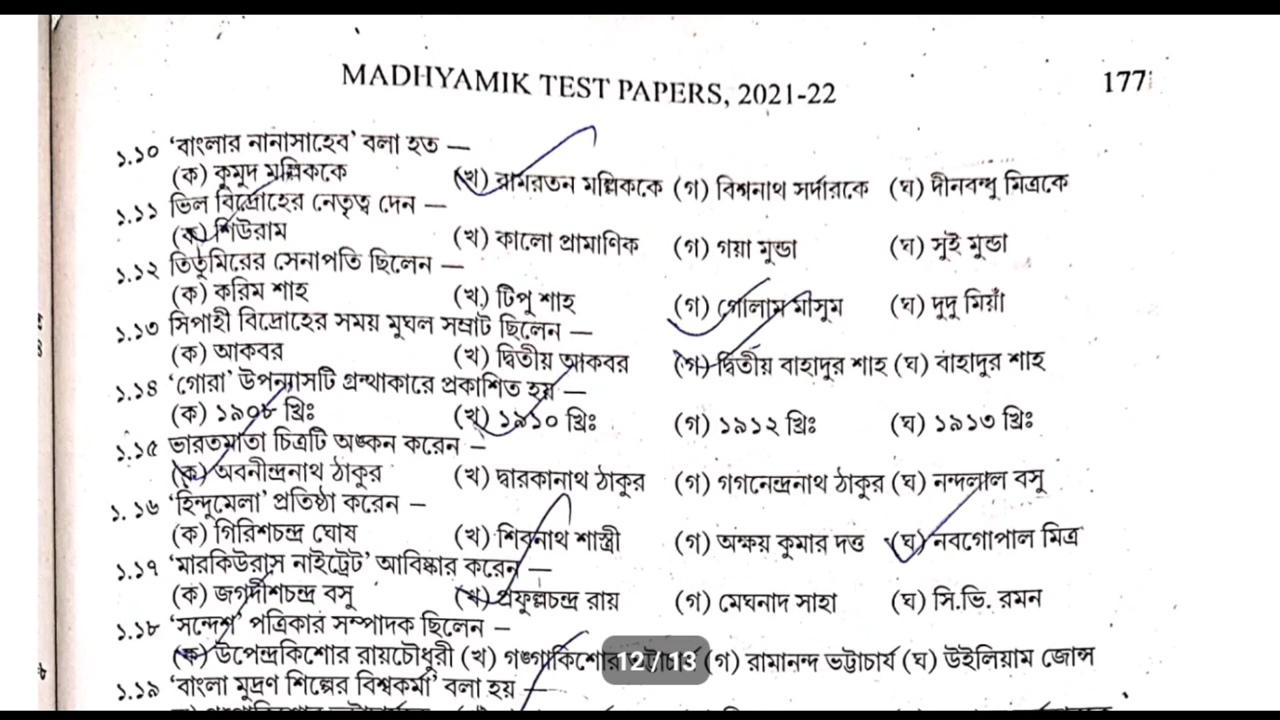 MADHYAMIK TEST PAPERS, 2021-22 177
১.১০ ‘বাংলার নানাসাহেব’ বলা হত —
(ক) কুমুদ মল্লিককে (খ) রামরতন মল্লিককে (গ) বিশ্বনাথ সর্দারকে (ঘ) দীনবন্ধু মিত্রকে
১.১১ ভিল বিদ্রোহের নেতৃত্ব দেন —
(ক) শিউরাম (খ) কালো প্রামাণিক (গ) গয়া মুন্ডা (ঘ) সুই মুন্ডা
১.১২ তিতুমিরের সেনাপতি ছিলেন —
(ক) করিম শাহ (খ) টিপু শাহ (গ) গোলাম মাসুম (ঘ) দুদু মিয়াঁ
১.১৩ সিপাহী বিদ্রোহের সময় মুঘল সম্রাট ছিলেন —
(ক) আকবর (খ) দ্বিতীয় আকবর (গ) দ্বিতীয় বাহাদুর শাহ (ঘ) বাহাদুর শাহ
১.১৪ ‘গোরা’ উপন্যাসটি গ্রন্থাকারে প্রকাশিত হয় —
(ক) ১৯০৮ খ্রিঃ (খ) ১৯১০ খ্রিঃ (গ) ১৯১২ খ্রিঃ (ঘ) ১৯১৩ খ্রিঃ
১.১৫ ভারতমাতা চিত্রটি অঙ্কন করেন –
(ক) অবনীন্দ্রনাথ ঠাকুর (খ) দ্বারকানাথ ঠাকুর (গ) গগনেন্দ্রনাথ ঠাকুর (ঘ) নন্দলাল বসু
১. ১৬ ‘হিন্দুমেলা’ প্রতিষ্ঠা করেন –
(ক) গিরিশচন্দ্র ঘোষ (খ) শিবনাথ শাস্ত্রী (গ) অক্ষয় কুমার দত্ত (ঘ) নবগোপাল মিত্র
১.১৭ ‘মারকিউরাস নাইট্রেট’ আবিষ্কার করেন —
(ক) জগদীশচন্দ্র বসু (খ) প্রফুল্লচন্দ্র রায় (গ) মেঘনাদ সাহা (ঘ) সি.ভি. রমন
১.১৮ ‘সন্দেশ’ পত্রিকার সম্পাদক ছিলেন –
(ক) উপেন্দ্রকিশোর রায়চৌধুরী (খ) গঙ্গাকিশোর ভট্টাচার্য (গ) রামানন্দ ভট্টাচার্য (ঘ) উইলিয়াম জোন্স
12 / 13
১.১৯ ‘বাংলা মুদ্রণ শিল্পের বিশ্বকর্মা’ বলা হয় —